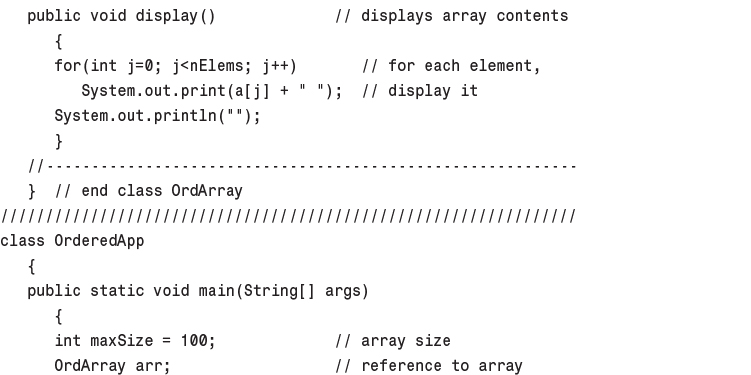 public void display()             // displays array contents
      {
      for(int j=0; j<nElems; j++)       // for each element,
         System.out.print(a[j] + " ");  // display it
      System.out.println("");
      }
   //-----------------------------------------------------------
   }  // end class OrdArray
////////////////////////////////////////////////////////////////
class OrderedApp
   {
   public static void main(String[] args)
      {
      int maxSize = 100;             // array size
      OrdArray arr;                  // reference to array